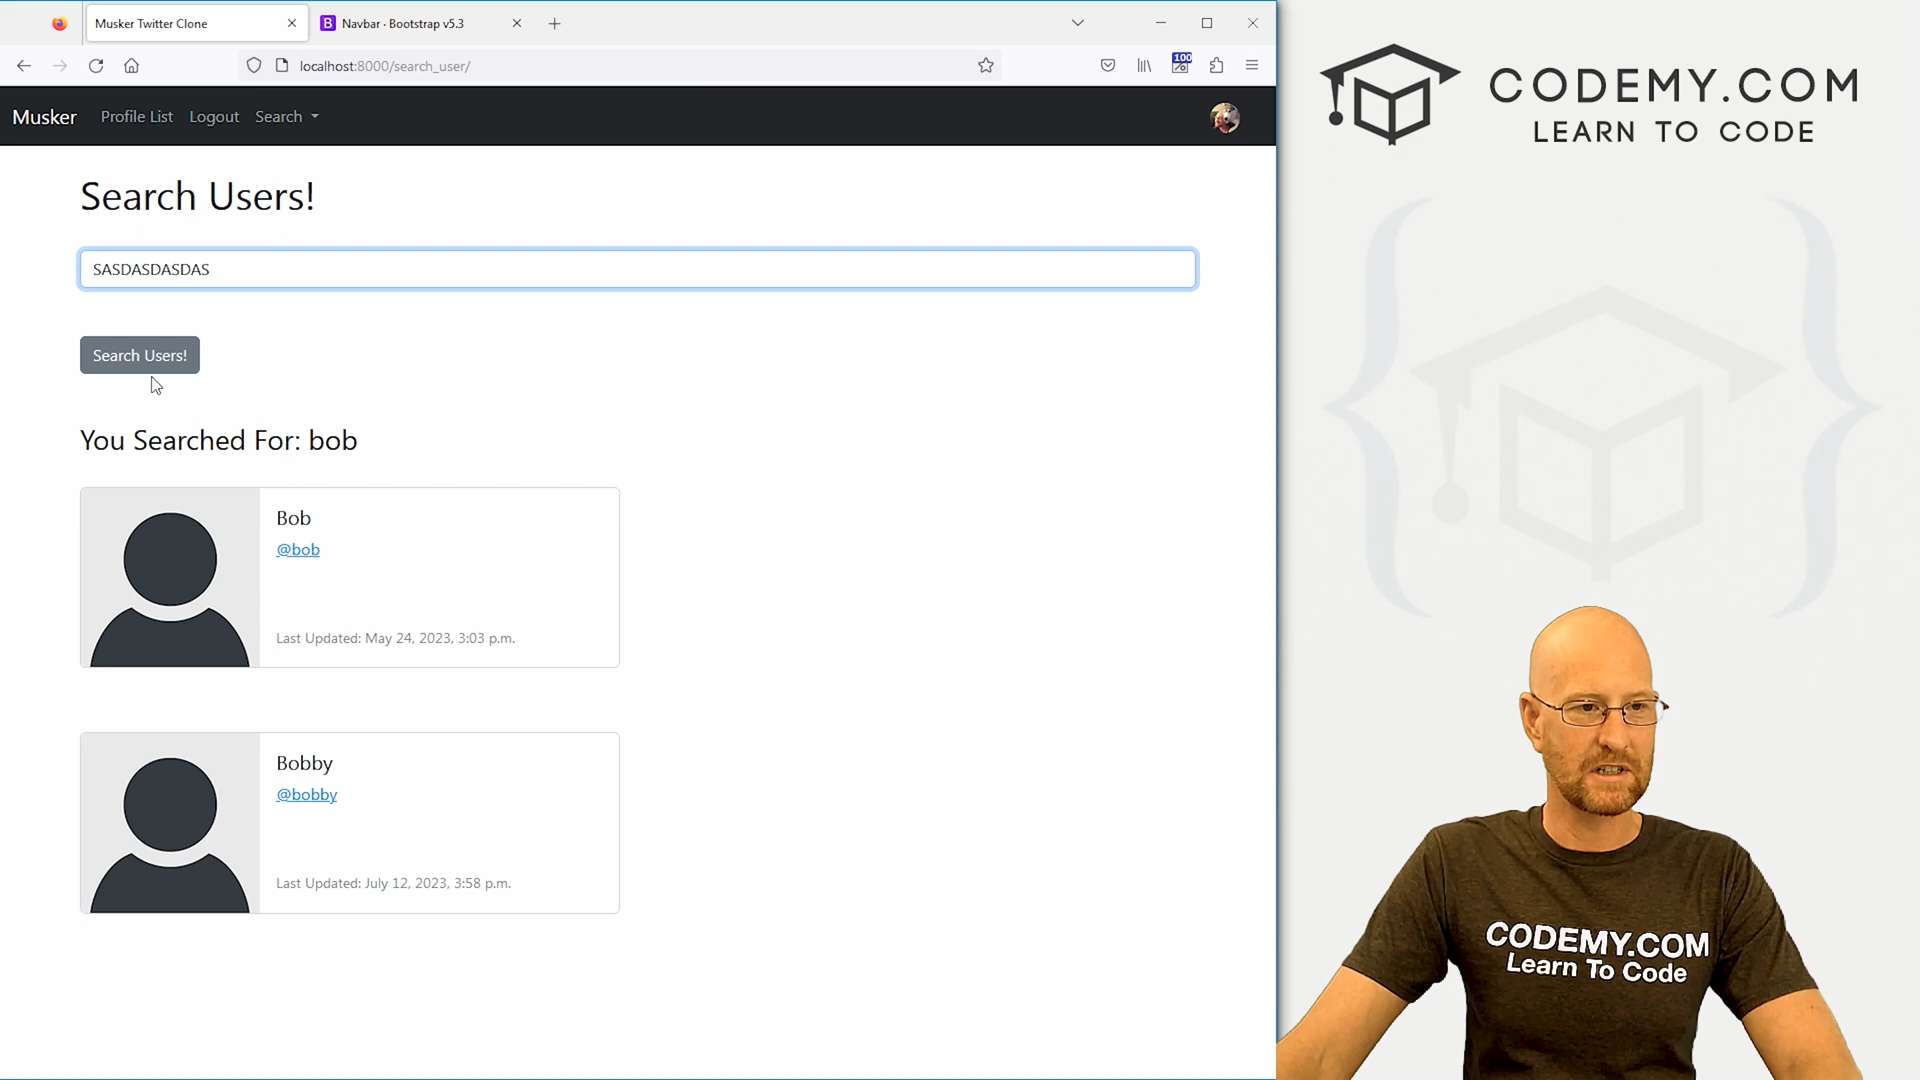 Musker Twitter Clone
Navbar · Bootstrap v5.3
localhost:8000/search_user/
100
Musker Profile List Logout Search
Search Users!
SASDASDASDAS
Search Users!
You Searched For: bob
Bob
@bob
Last Updated: May 24, 2023, 3:03 p.m.
Bobby
@bobby
Last Updated: July 12, 2023, 3:58 p.m.
CODEMY.COM
LEARN TO CODE
CODEMY.COM
Learn To Code